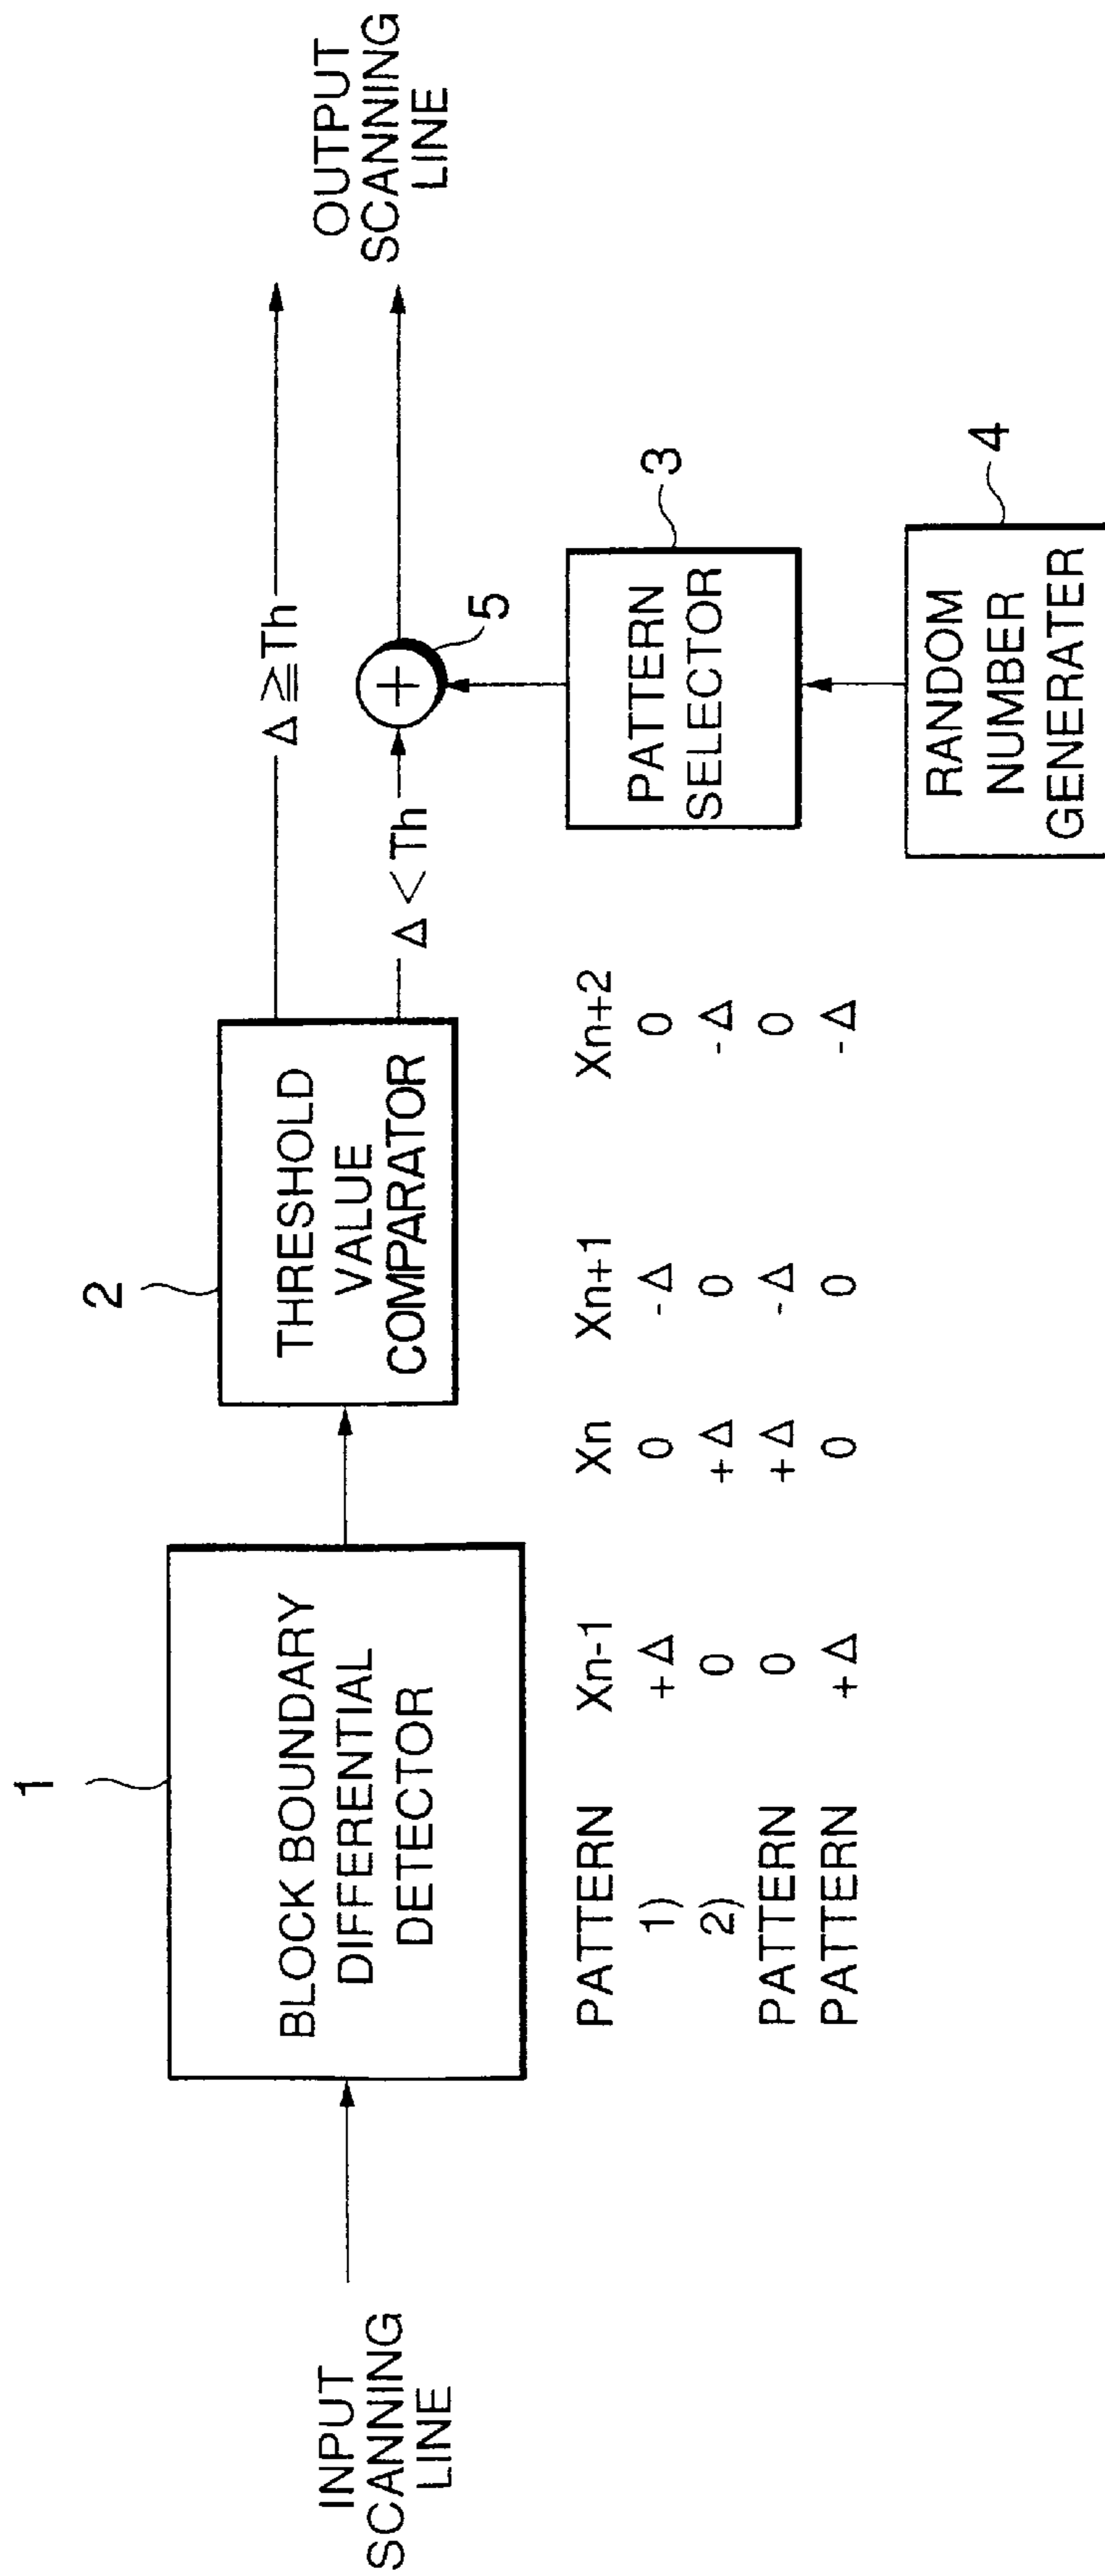 1
BLOCK BOUNDARY
DIFFERENTIAL
DETECTOR
2
THRESHOLD
VALUE
COMPARATOR
Δ ≧ Th
Δ < Th
INPUT
SCANNING
LINE
OUTPUT
SCANNING
LINE
5
PATTERN
SELECTOR
3
RANDOM
NUMBER
GENERATER
4
PATTERN Xn-1 Xn Xn+1 Xn+2
1) +Δ 0 -Δ 0
2) 0 +Δ 0 -Δ
PATTERN 0 +Δ -Δ 0
PATTERN +Δ 0 0 -Δ